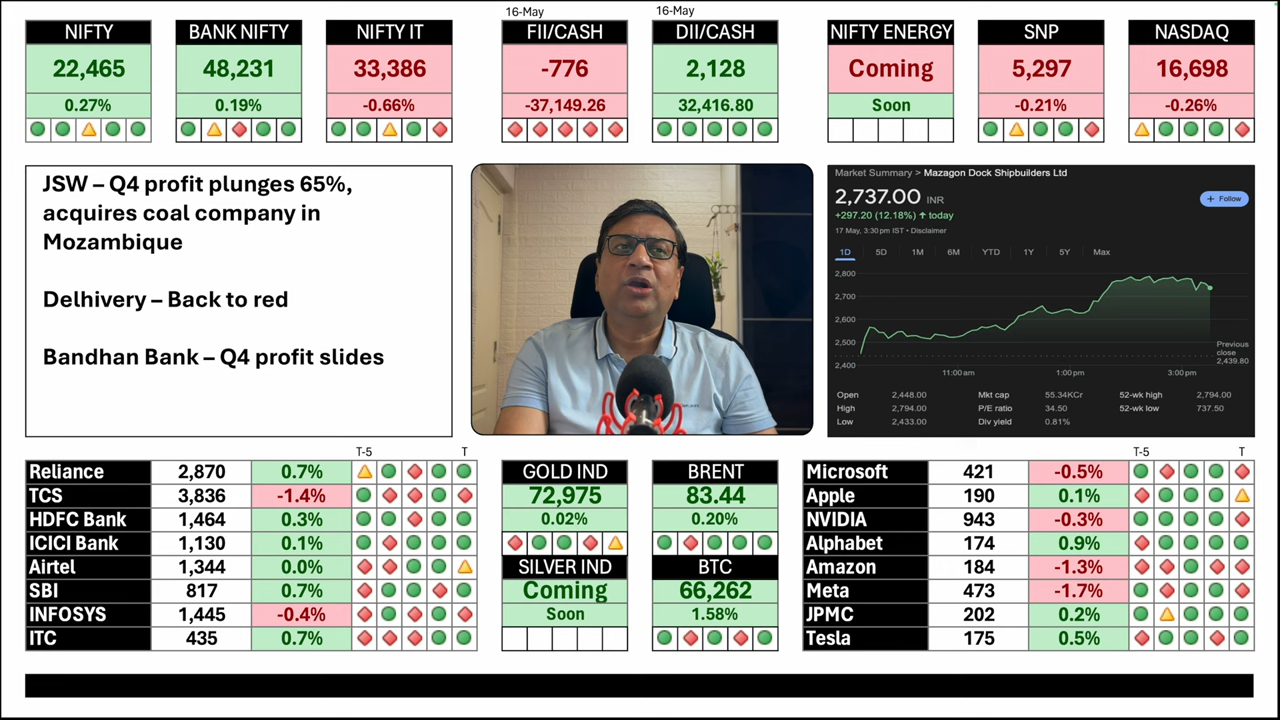 16-May
16-May
NIFTY
BANK NIFTY
NIFTY IT
FII/CASH
DII/CASH
NIFTY ENERGY
SNP
NASDAQ
22,465
48,231
33,386
-776
2,128
Coming
5,297
16,698
0.27%
0.19%
-0.66%
-37,149.26
32,416.80
Soon
-0.21%
-0.26%
JSW – Q4 profit plunges 65%,
acquires coal company in
Mozambique
Delhivery – Back to red
Bandhan Bank – Q4 profit slides
Market Summary > Mazagon Dock Shipbuilders Ltd
2,737.00 INR
+ Follow
+297.20 (12.18%) ↑ today
17 May, 3:30 pm IST • Disclaimer
1D 5D 1M 6M YTD 1Y 5Y Max
2,800
2,700
2,600
2,500
2,400
Previous
close
2,439.80
11:00 am 1:00 pm 3:00 pm
Open 2,448.00 Mkt cap 55.34KCr 52-wk high 2,794.00
High 2,794.00 P/E ratio 34.50 52-wk low 737.50
Low 2,433.00 Div yield 0.81%
T-5 T
Reliance 2,870 0.7%
TCS 3,836 -1.4%
HDFC Bank 1,464 0.3%
ICICI Bank 1,130 0.1%
Airtel 1,344 0.0%
SBI 817 0.7%
INFOSYS 1,445 -0.4%
ITC 435 0.7%
GOLD IND
72,975
0.02%
SILVER IND
Coming
Soon
BRENT
83.44
0.20%
BTC
66,262
1.58%
T-5 T
Microsoft 421 -0.5%
Apple 190 0.1%
NVIDIA 943 -0.3%
Alphabet 174 0.9%
Amazon 184 -1.3%
Meta 473 -1.7%
JPMC 202 0.2%
Tesla 175 0.5%